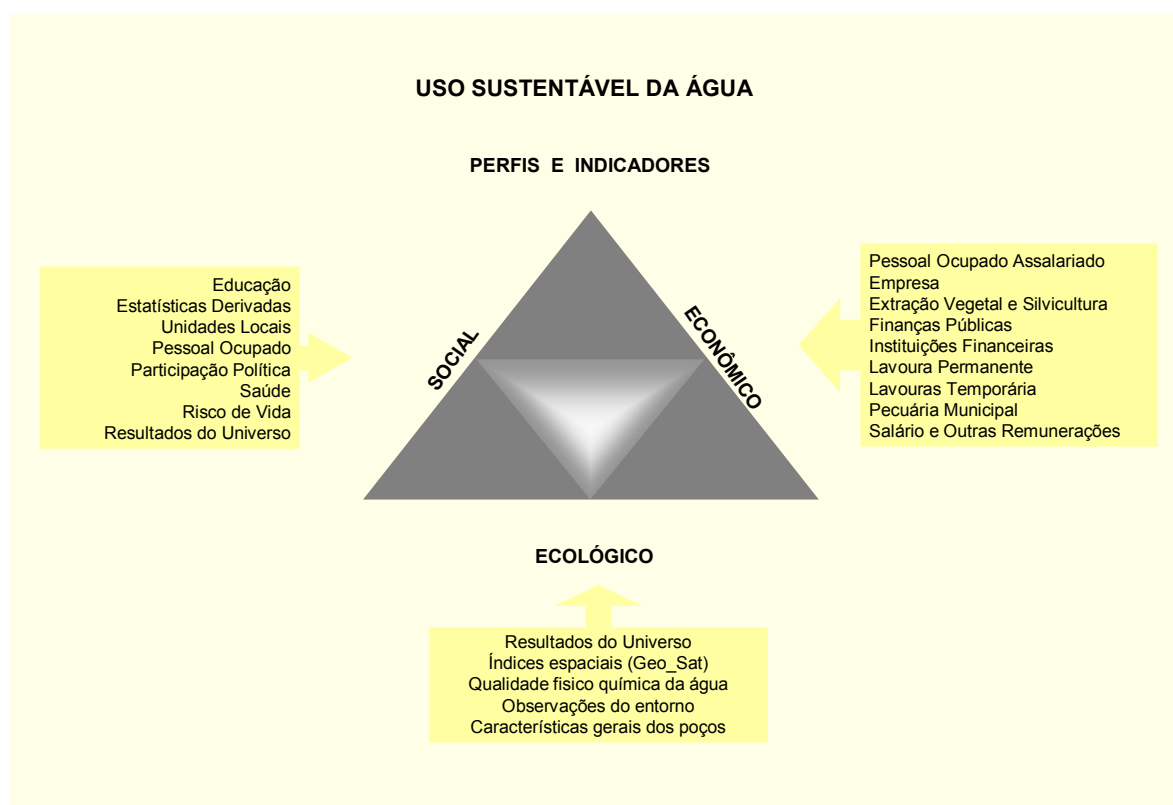 USO SUSTENTÁVEL DA ÁGUA
PERFIS E INDICADORES
Educação
Estatísticas Derivadas
Unidades Locais
Pessoal Ocupado
Participação Política
Saúde
Risco de Vida
Resultados do Universo
SOCIAL
ECONÔMICO
Pessoal Ocupado Assalariado
Empresa
Extração Vegetal e Silvicultura
Finanças Públicas
Instituições Financeiras
Lavoura Permanente
Lavouras Temporária
Pecuária Municipal
Salário e Outras Remunerações
ECOLÓGICO
Resultados do Universo
Índices espaciais (Geo_Sat)
Qualidade fisico química da água
Observações do entorno
Características gerais dos poços